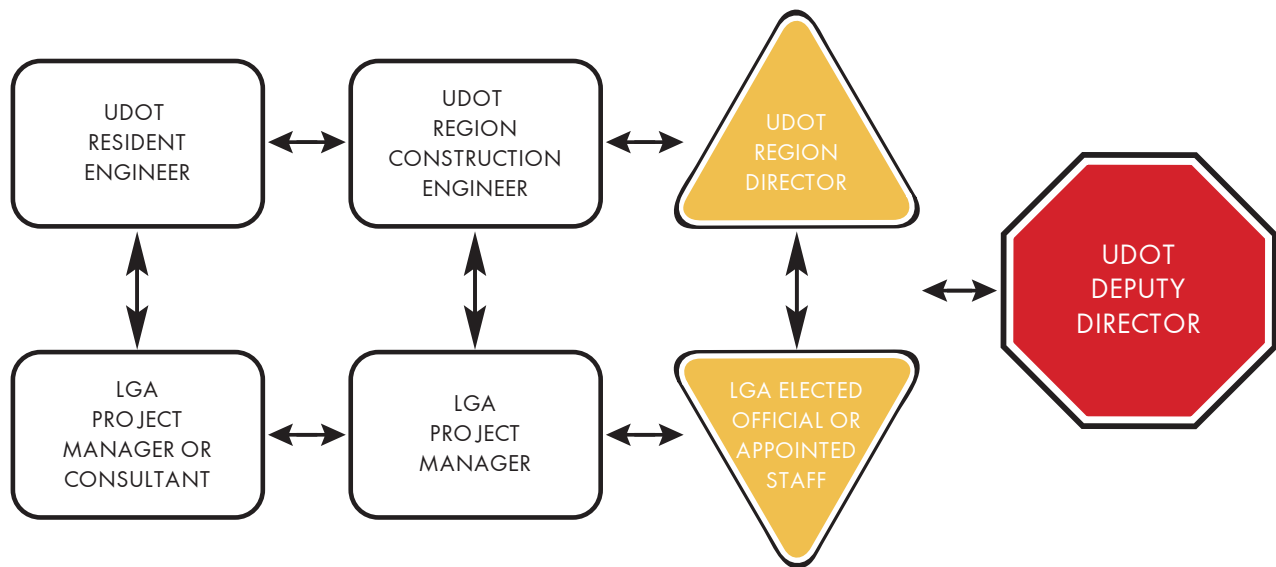 UDOT
RESIDENT
ENGINEER
UDOT
REGION
CONSTRUCTION
ENGINEER
UDOT
REGION
DIRECTOR
UDOT
DEPUTY
DIRECTOR
LGA
PROJECT
MANAGER OR
CONSULTANT
LGA
PROJECT
MANAGER
LGA ELECTED
OFFICIAL OR
APPOINTED
STAFF